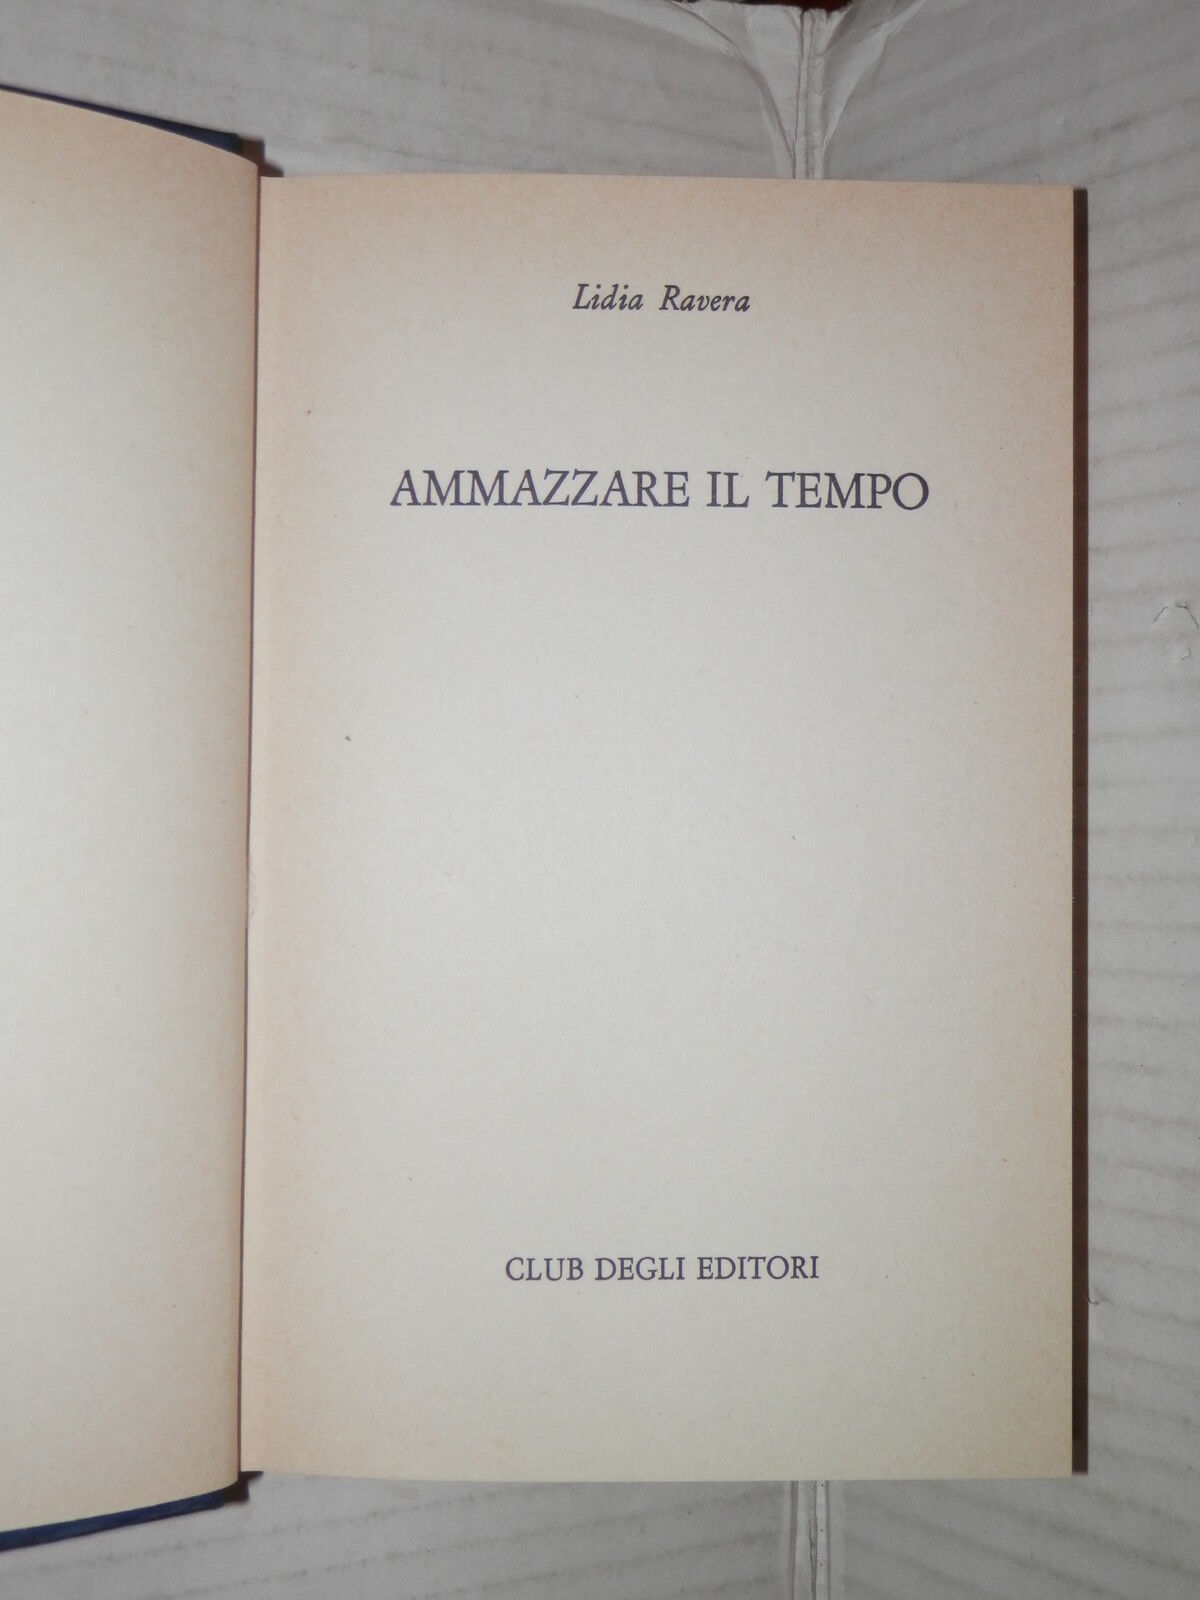 Lidia Ravera
AMMAZZARE IL TEMPO
CLUB DEGLI EDITORI